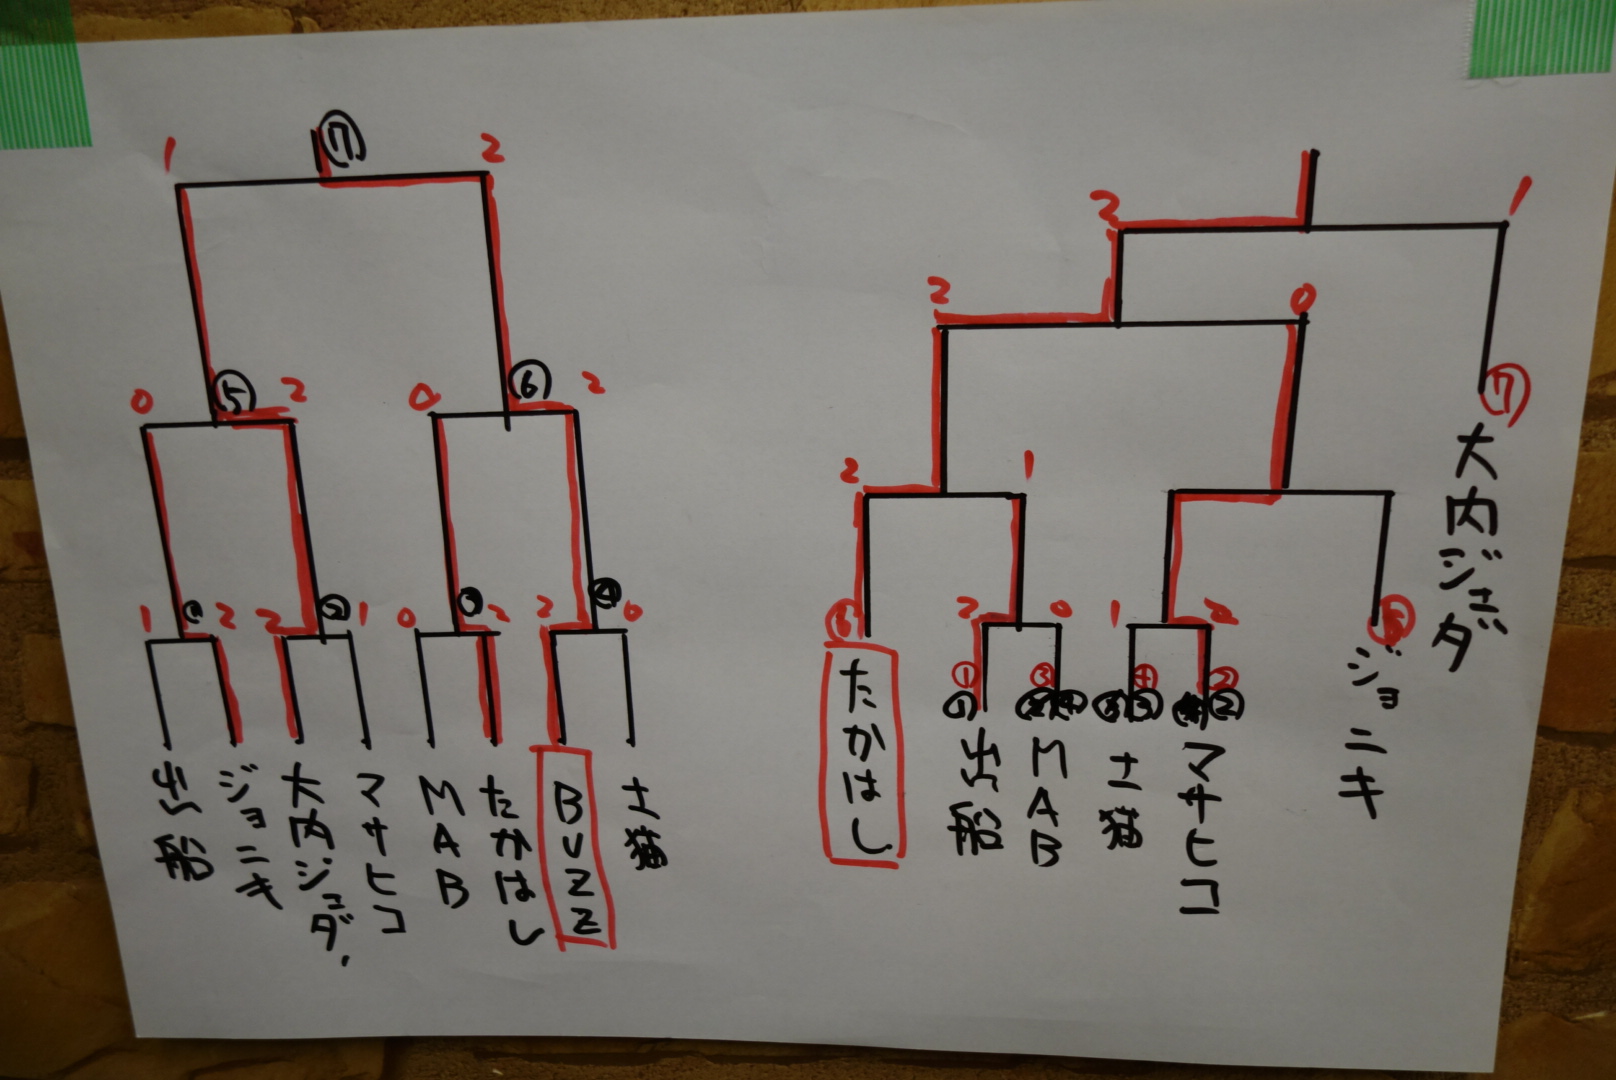 1 ⑦ 2
0 ⑤ 2 0 ⑥ 2
1 ① 2 2 ② 1 0 ③ 2 2 ④ 0
出船
ジョニキ
大内ジュダ
マサヒコ
MAB
たかはし
BUZZ
土猫
2 1
2 0
2 1
⑦
大内ジュダ
⑥ 2 0 1 2 ⑤
① ③ ④ ②
① ③ ②
たかはし
出船
MAB
土猫
マサヒコ
ジョニキ